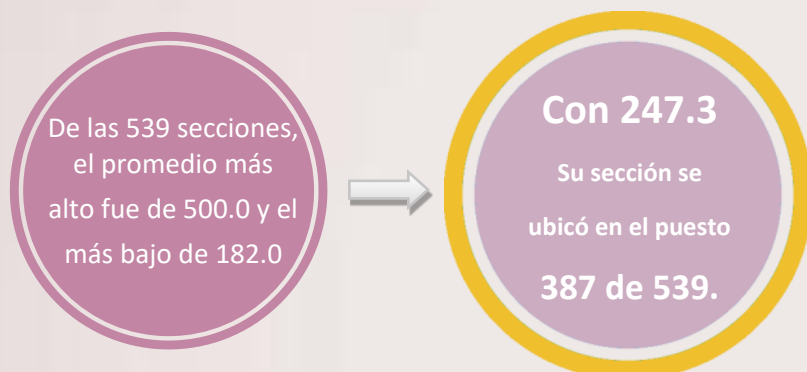 De las 539 secciones,
el promedio más
alto fue de 500.0 y el
más bajo de 182.0
Con 247.3
Su sección se
ubicó en el puesto
387 de 539.